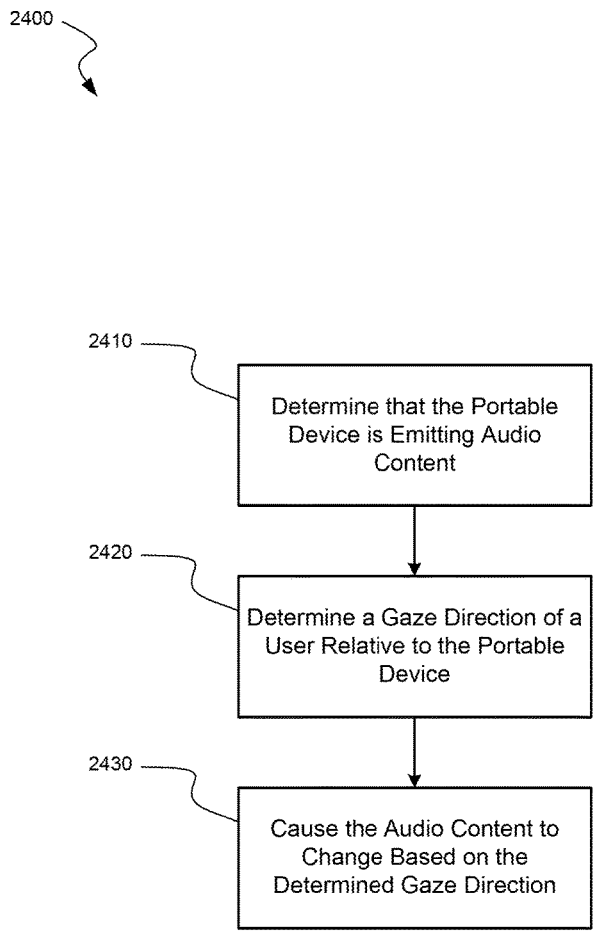 2400
2410
Determine that the Portable
Device is Emitting Audio
Content
2420
Determine a Gaze Direction of a
User Relative to the Portable
Device
2430
Cause the Audio Content to
Change Based on the
Determined Gaze Direction